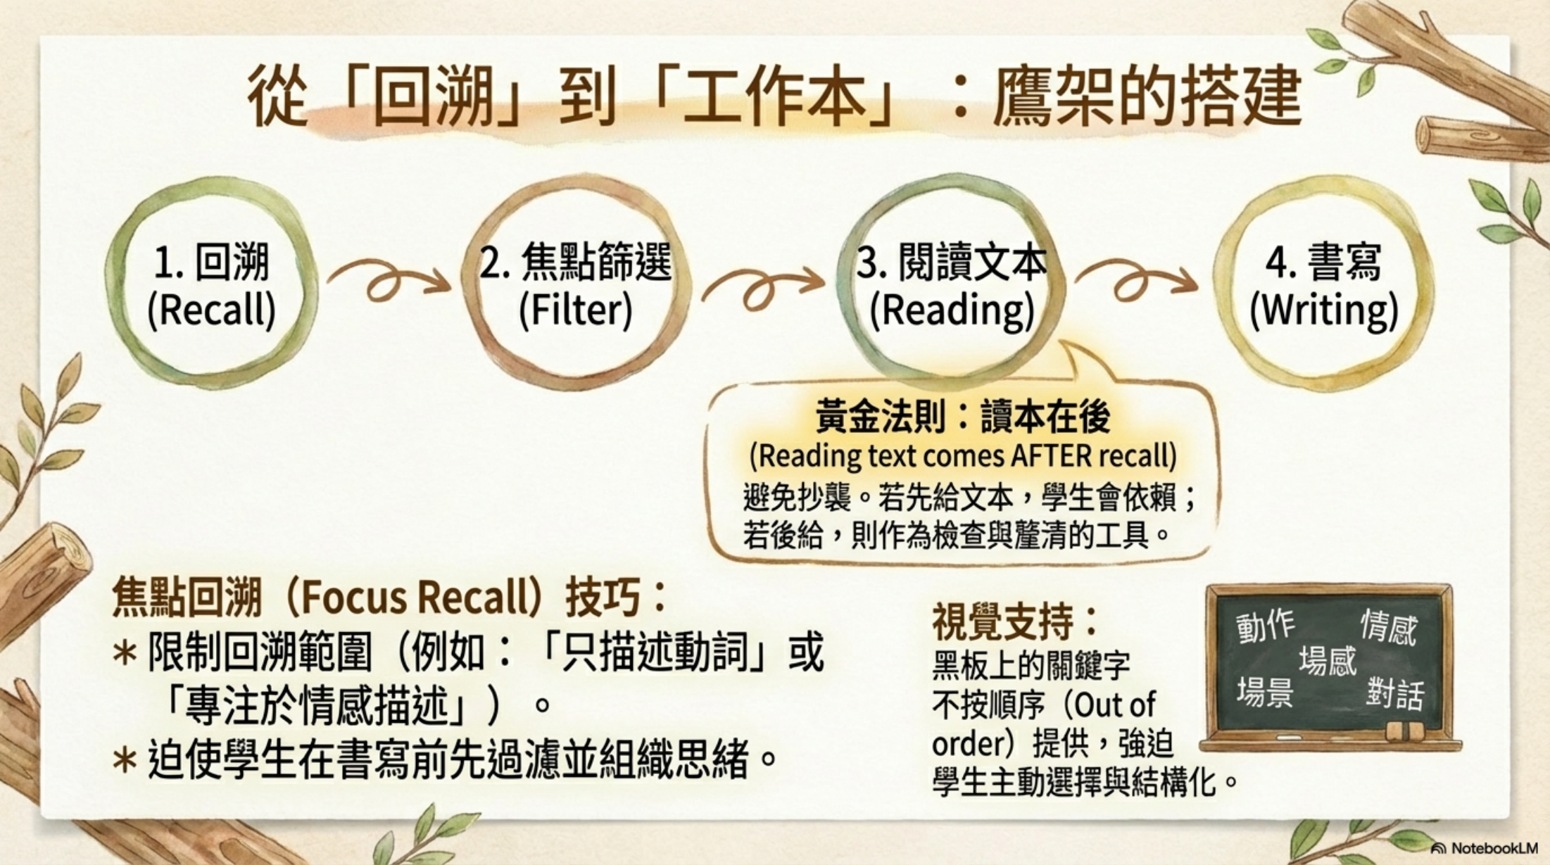 從「回溯」到「工作本」：鷹架的搭建
1. 回溯
(Recall)
2. 焦點篩選
(Filter)
3. 閱讀文本
(Reading)
4. 書寫
(Writing)
黃金法則：讀本在後
(Reading text comes AFTER recall)
避免抄襲。若先給文本，學生會依賴；
若後給，則作為檢查與釐清的工具。
焦點回溯（Focus Recall）技巧：
* 限制回溯範圍（例如：「只描述動詞」或
「專注於情感描述」）。
* 迫使學生在書寫前先過濾並組織思緒。
視覺支持：
黑板上的關鍵字
不按順序（Out of
order）提供，強迫
學生主動選擇與結構化。
動作
情感
場感
場景
對話
NotebookLM